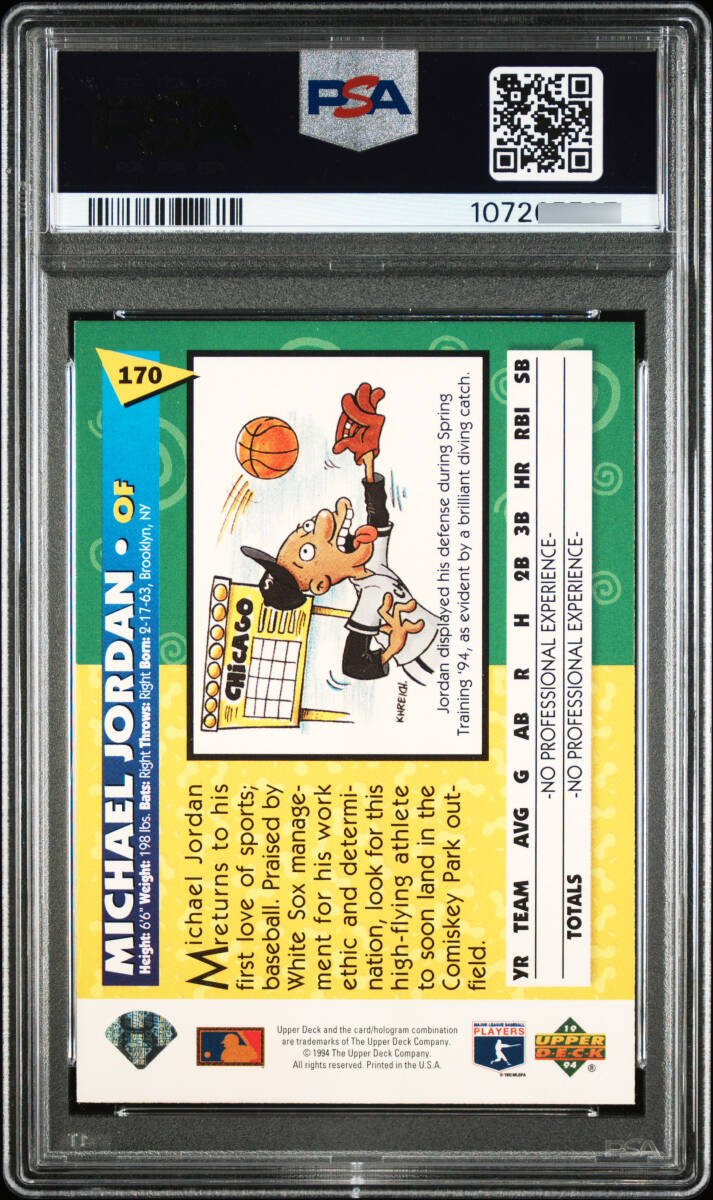 PSA
1072
170
MICHAEL JORDAN • OF
Height: 6'6" Weight: 198 lbs. Bats: Right Throws: Right Born: 2-17-63, Brooklyn, NY
CHICAGO
KHREIGH.
Jordan displayed his defense during Spring
Training '94, as evident by a brilliant diving catch.
Michael Jordan
returns to his
first love of sports;
baseball. Praised by
White Sox manage-
ment for his work
ethic and determi-
nation, look for this
high-flying athlete
to soon land in the
Comiskey Park out-
field.
YR TEAM AVG G AB R H 2B 3B HR RBI SB
-NO PROFESSIONAL EXPERIENCE-
TOTALS -NO PROFESSIONAL EXPERIENCE-
Upper Deck and the card/hologram combination
are trademarks of The Upper Deck Company.
© 1994 The Upper Deck Company.
All rights reserved. Printed in the U.S.A.
MAJOR LEAGUE BASEBALL
PLAYERS
19
UPPER
DECK
94 ®
PSA